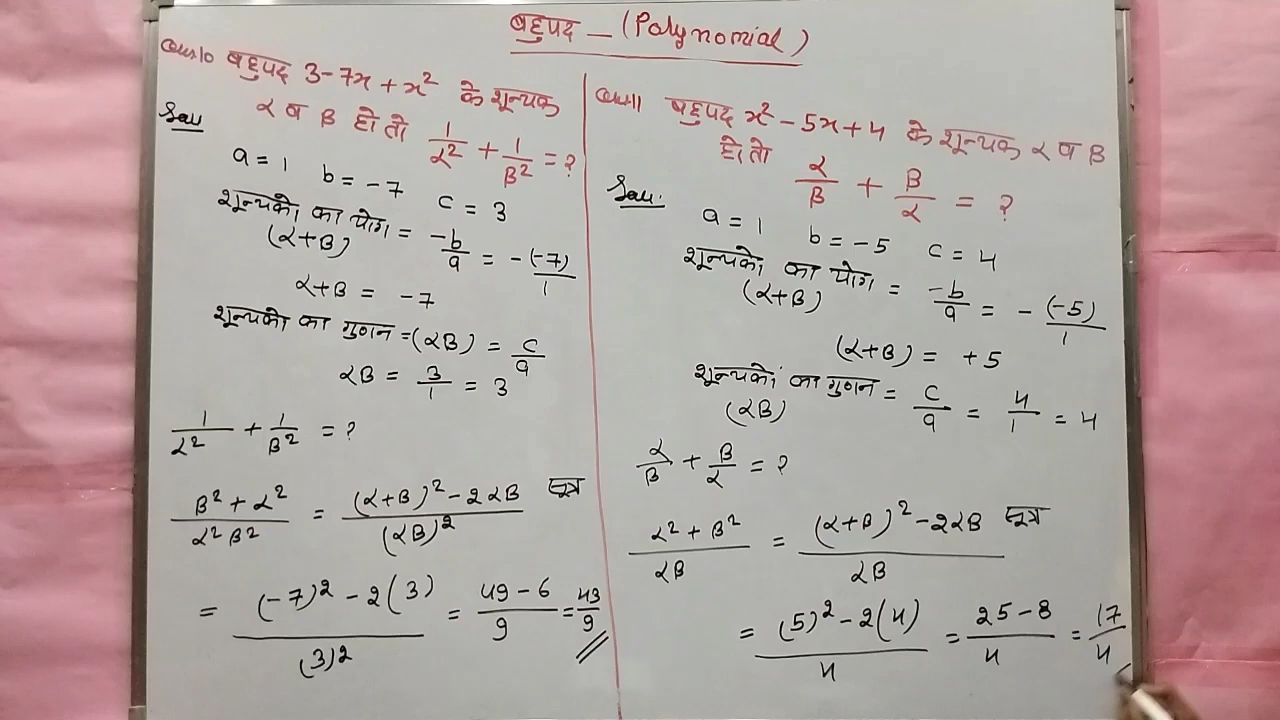 बहुपद — (Polynomial)
Ques10 बहुपद 3-7x+x² के शून्यक
α व β हो तो 1/α² + 1/β² = ?
Sol
a = 1 b = -7 c = 3
शून्यको का योग = -b/a = -(-7)/1
(α+β)
α+β = -7
शून्यको का गुणन =(αβ) = c/a
αβ = 3/1 = 3
1/α² + 1/β² = ?
β²+α²/α²β² = (α+β)²-2αβ/(αβ)² सूत्र
= (-7)²-2(3)/(3)2 = 49-6/9 = 43/9
Ques11 बहुपद x²-5x+4 के शून्यक α व β
हो तो α/β + β/α = ?
Sol.
a = 1 b = -5 c = 4
शून्यको का योग = -b/a = -(-5)/1
(α+β)
(α+β) = +5
शून्यकों का गुणन = c/a = 4/1 = 4
(αβ)
α/β + β/α = ?
α²+β²/αβ = (α+β)²-2αβ/αβ सूत्र
= (5)²-2(4)/4 = 25-8/4 = 17/4